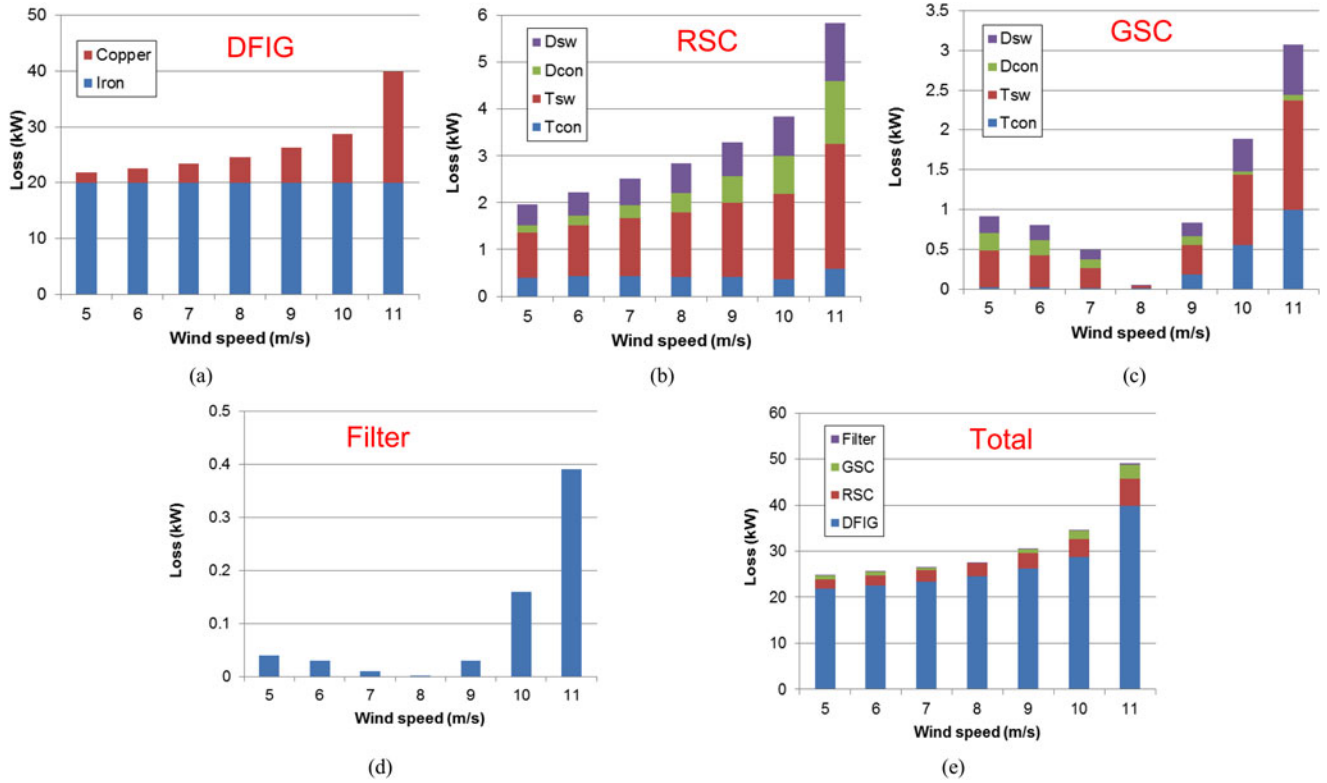 DFIG
Copper
Iron
Loss (kW)
50
40
30
20
10
0
5 6 7 8 9 10 11
Wind speed (m/s)
(a)
RSC
Dsw
Dcon
Tsw
Tcon
Loss (kW)
6
5
4
3
2
1
0
5 6 7 8 9 10 11
Wind speed (m/s)
(b)
GSC
Dsw
Dcon
Tsw
Tcon
Loss (kW)
3.5
3
2.5
2
1.5
1
0.5
0
5 6 7 8 9 10 11
Wind speed (m/s)
(c)
Filter
Loss (kW)
0.5
0.4
0.3
0.2
0.1
0
5 6 7 8 9 10 11
Wind speed (m/s)
(d)
Total
Filter
GSC
RSC
DFIG
Loss (kW)
60
50
40
30
20
10
0
5 6 7 8 9 10 11
Wind speed (m/s)
(e)